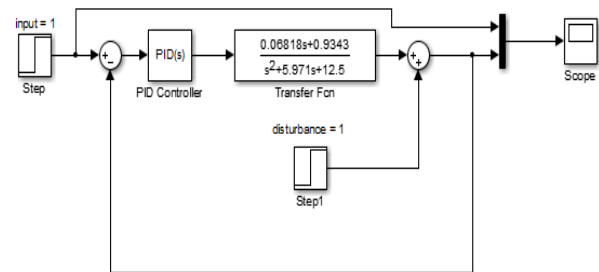 input = 1
Step
+
−
PID(s)
PID Controller
0.06818s+0.9343
s²+5.971s+12.5
Transfer Fcn
+
+
Scope
disturbance = 1
Step1